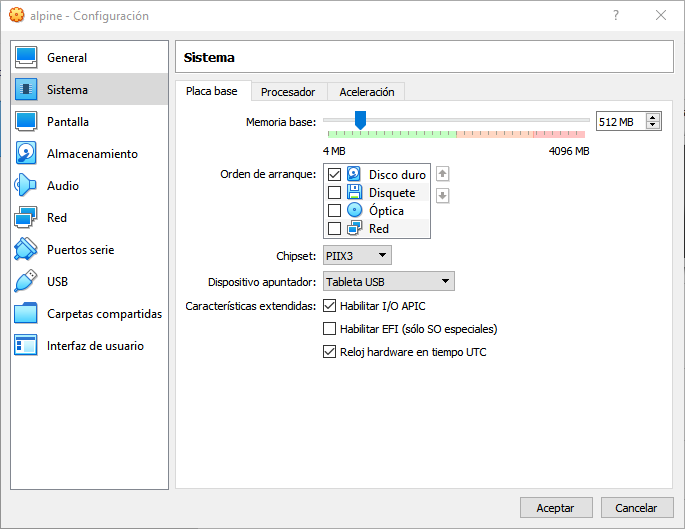 alpine - Configuración
General
Sistema
Pantalla
Almacenamiento
Audio
Red
Puertos serie
USB
Carpetas compartidas
Interfaz de usuario
Sistema
Placa base Procesador Aceleración
Memoria base: 512 MB
4 MB 4096 MB
Orden de arranque: Disco duro
Disquete
Óptica
Red
Chipset: PIIX3
Dispositivo apuntador: Tableta USB
Características extendidas: Habilitar I/O APIC
Habilitar EFI (sólo SO especiales)
Reloj hardware en tiempo UTC
Aceptar Cancelar